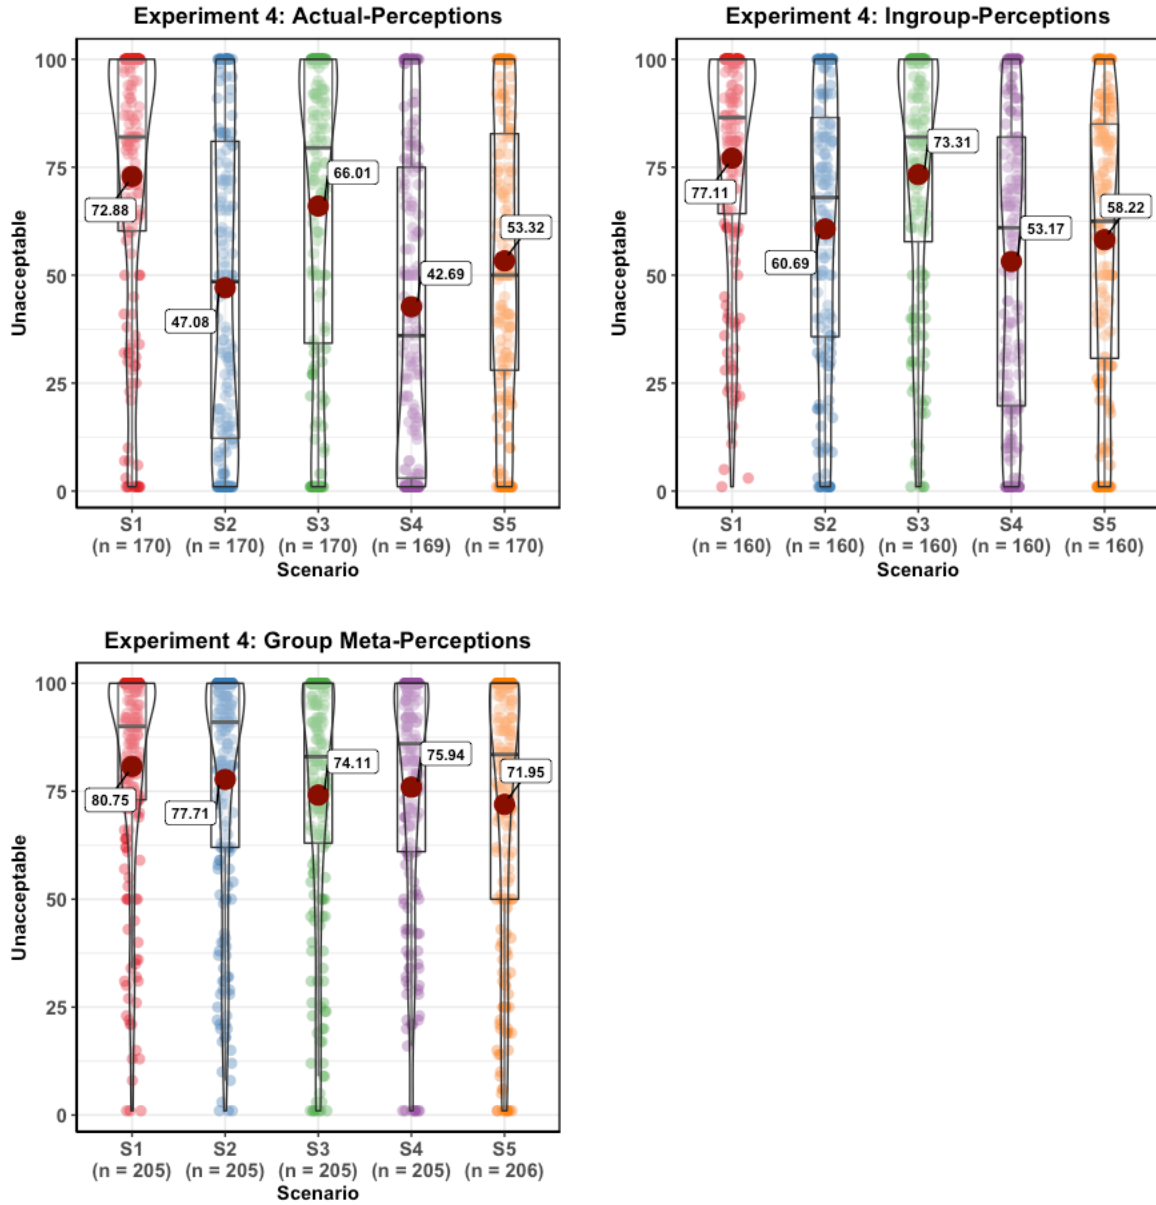 Experiment 4: Actual-Perceptions
Unacceptable
100
75
50
25
0
72.88
47.08
66.01
42.69
53.32
S1 S2 S3 S4 S5
(n = 170) (n = 170) (n = 170) (n = 169) (n = 170)
Scenario
Experiment 4: Ingroup-Perceptions
Unacceptable
100
75
50
25
0
77.11
60.69
73.31
53.17
58.22
S1 S2 S3 S4 S5
(n = 160) (n = 160) (n = 160) (n = 160) (n = 160)
Scenario
Experiment 4: Group Meta-Perceptions
Unacceptable
100
75
50
25
0
80.75
77.71
74.11
75.94
71.95
S1 S2 S3 S4 S5
(n = 205) (n = 205) (n = 205) (n = 205) (n = 206)
Scenario